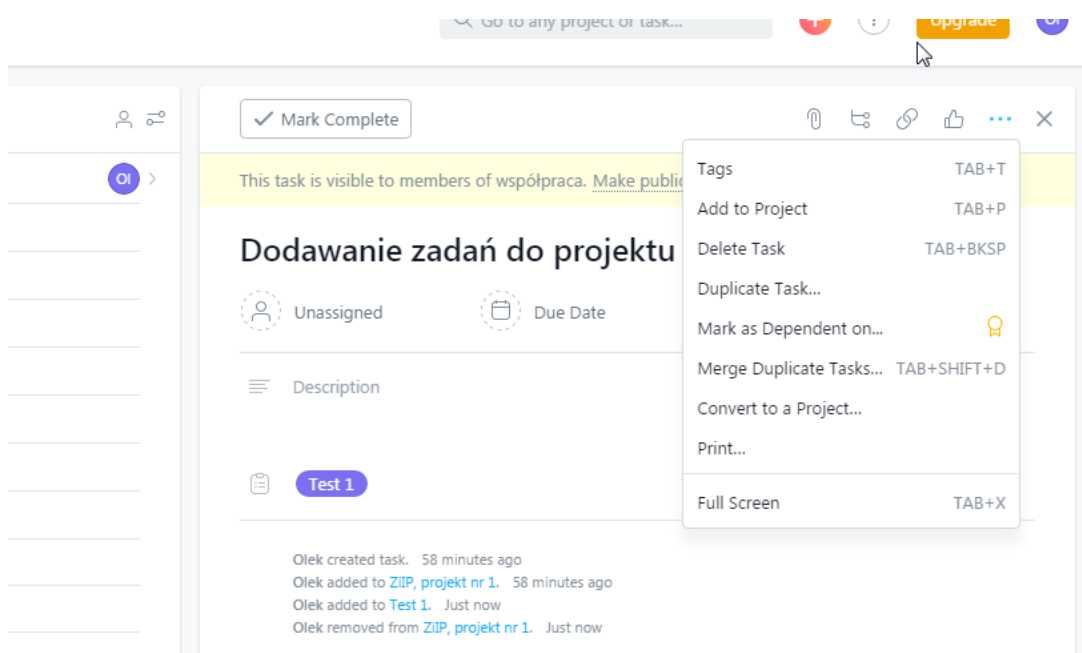 Go to any project or task...
Upgrade
OI
Mark Complete
OI
This task is visible to members of współpraca. Make public
Dodawanie zadań do projektu
Unassigned
Due Date
Description
Test 1
Olek created task. 58 minutes ago
Olek added to ZiIP, projekt nr 1. 58 minutes ago
Olek added to Test 1. Just now
Olek removed from ZiIP, projekt nr 1. Just now
Tags TAB+T
Add to Project TAB+P
Delete Task TAB+BKSP
Duplicate Task...
Mark as Dependent on...
Merge Duplicate Tasks... TAB+SHIFT+D
Convert to a Project...
Print...
Full Screen TAB+X